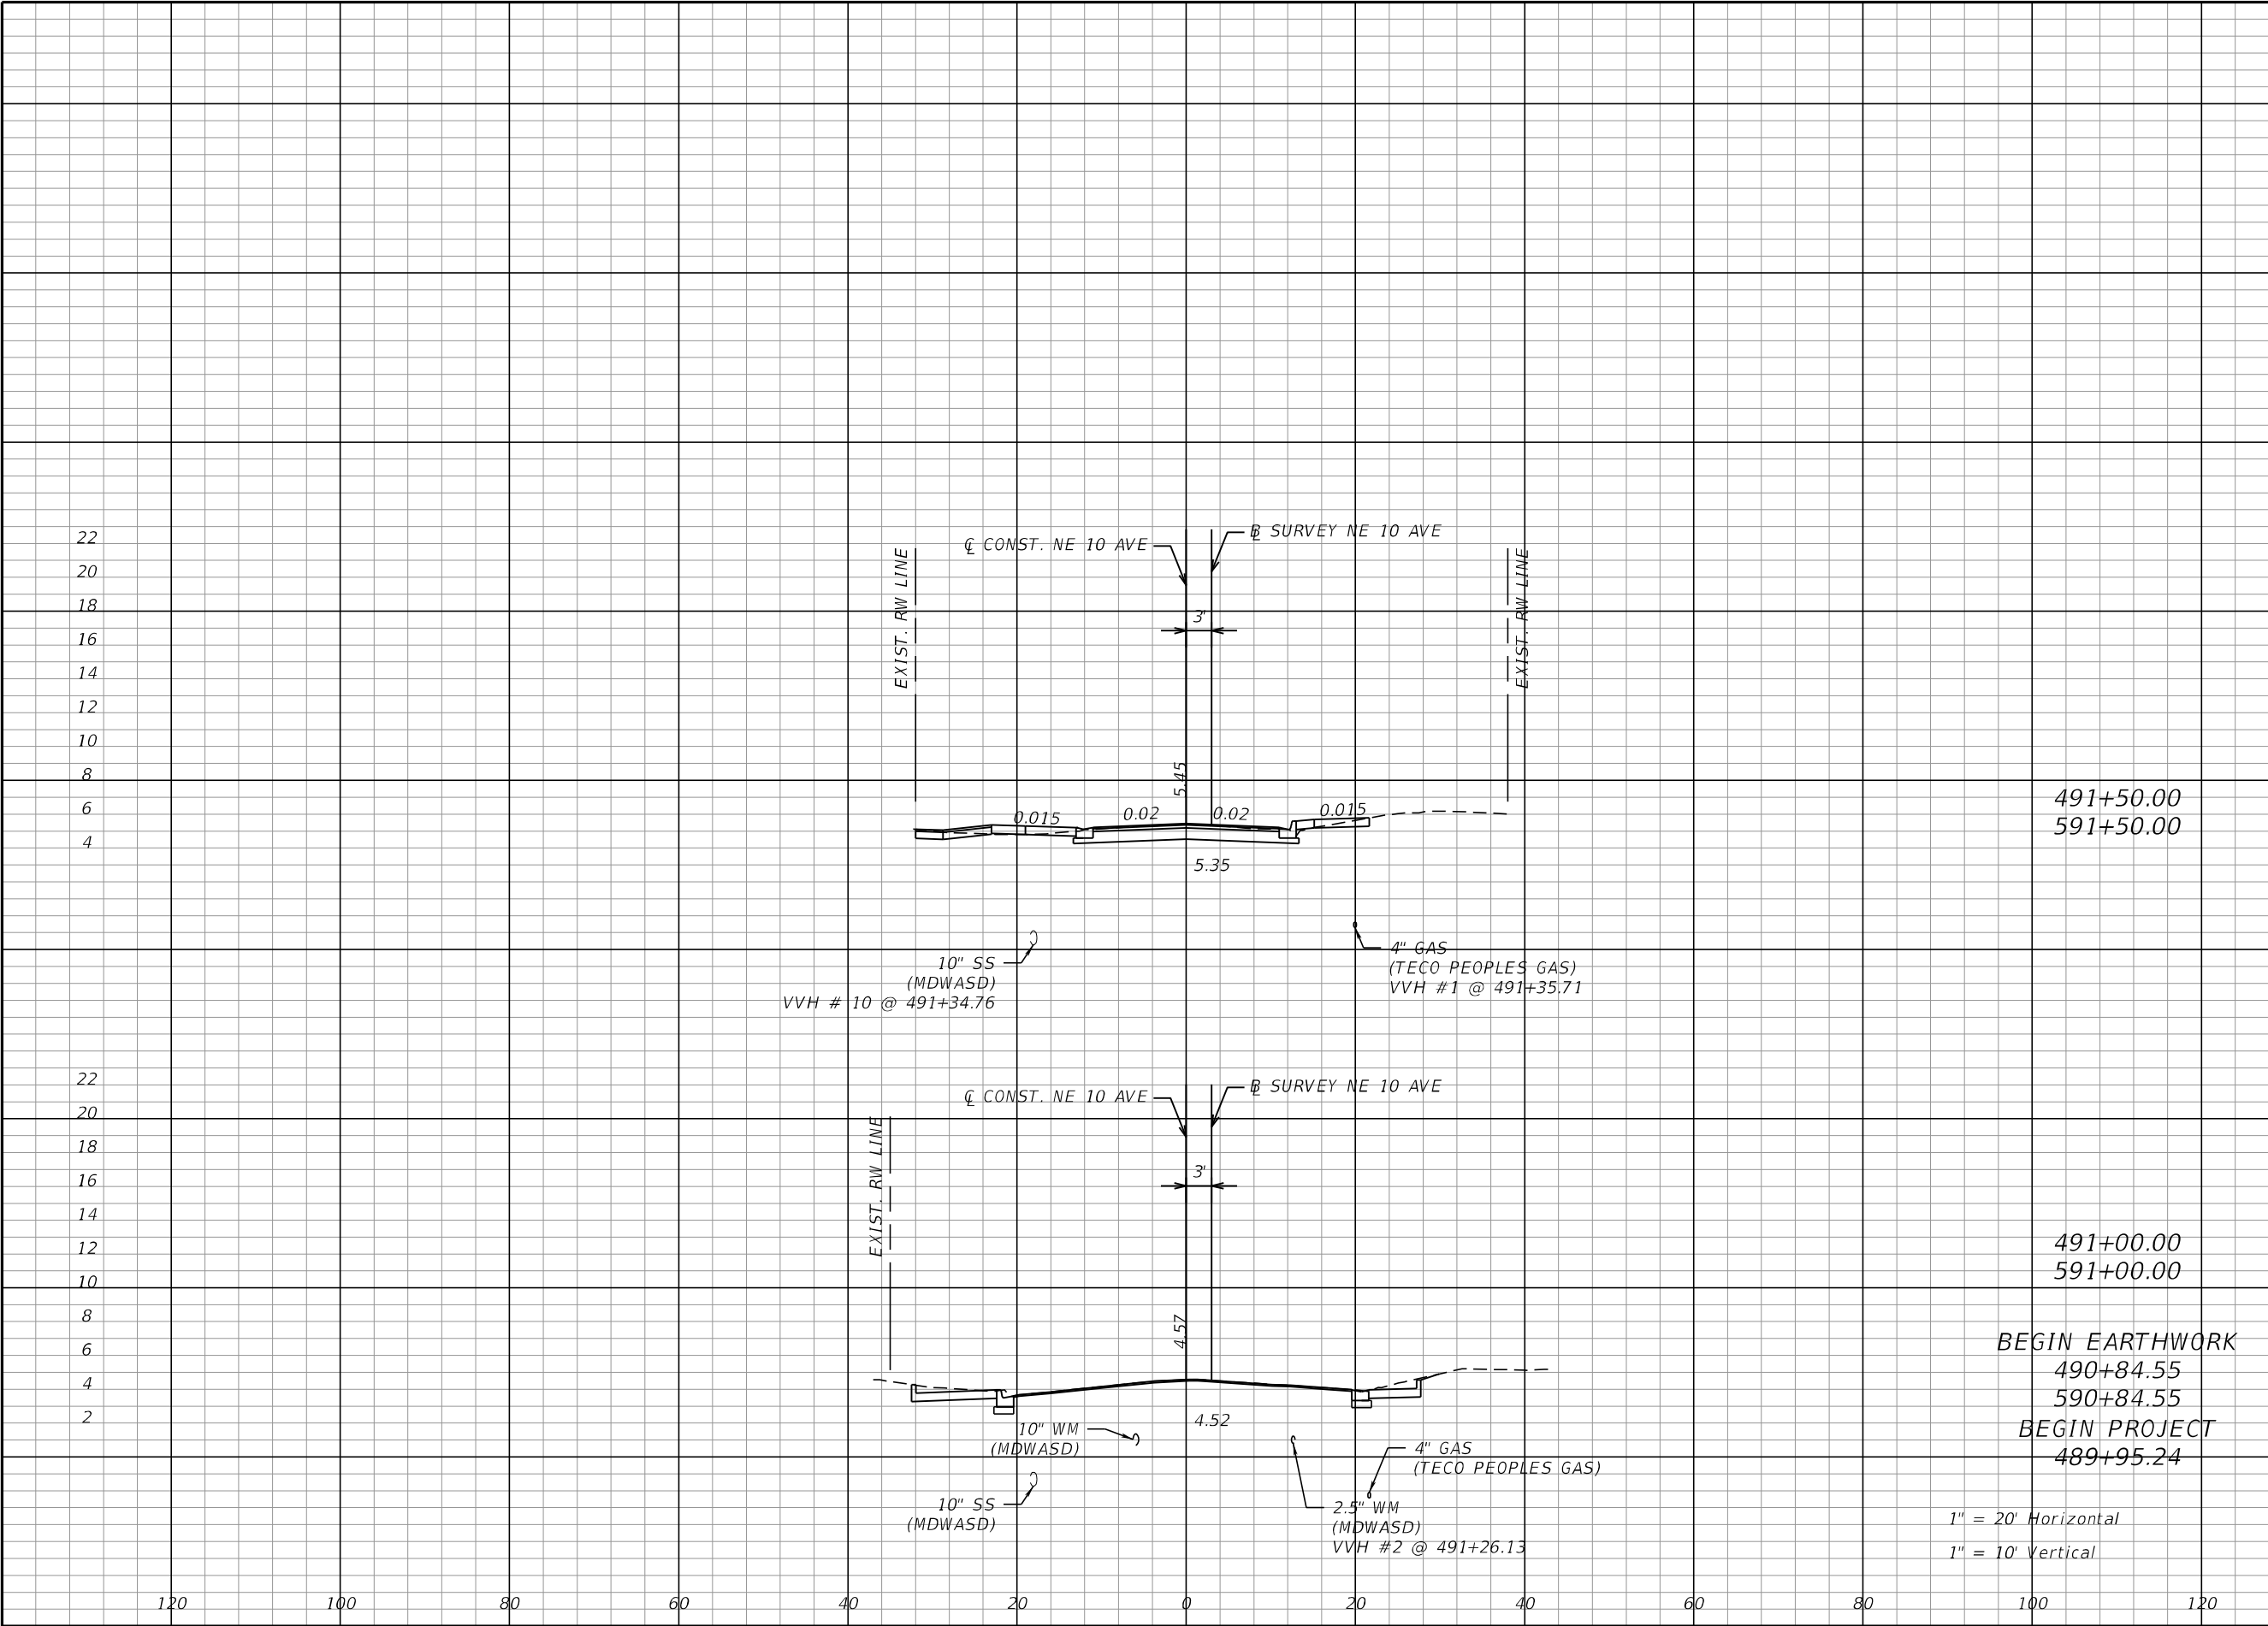 22
20
18
16
14
12
10
8
6
4
EXIST. RW LINE
℄ CONST. NE 10 AVE
B
L SURVEY NE 10 AVE
3'
EXIST. RW LINE
5.45
0.015
0.02
0.02
0.015
5.35
10" SS
(MDWASD)
VVH # 10 @ 491+34.76
4" GAS
(TECO PEOPLES GAS)
VVH #1 @ 491+35.71
491+50.00
591+50.00
22
20
18
16
14
12
10
8
6
4
2
EXIST. RW LINE
℄ CONST. NE 10 AVE
B
L SURVEY NE 10 AVE
3'
4.57
4.52
10" WM
(MDWASD)
10" SS
(MDWASD)
4" GAS
(TECO PEOPLES GAS)
2.5" WM
(MDWASD)
VVH #2 @ 491+26.13
491+00.00
591+00.00
BEGIN EARTHWORK
490+84.55
590+84.55
BEGIN PROJECT
489+95.24
1" = 20' Horizontal
1" = 10' Vertical
120 100 80 60 40 20 0 20 40 60 80 100 120